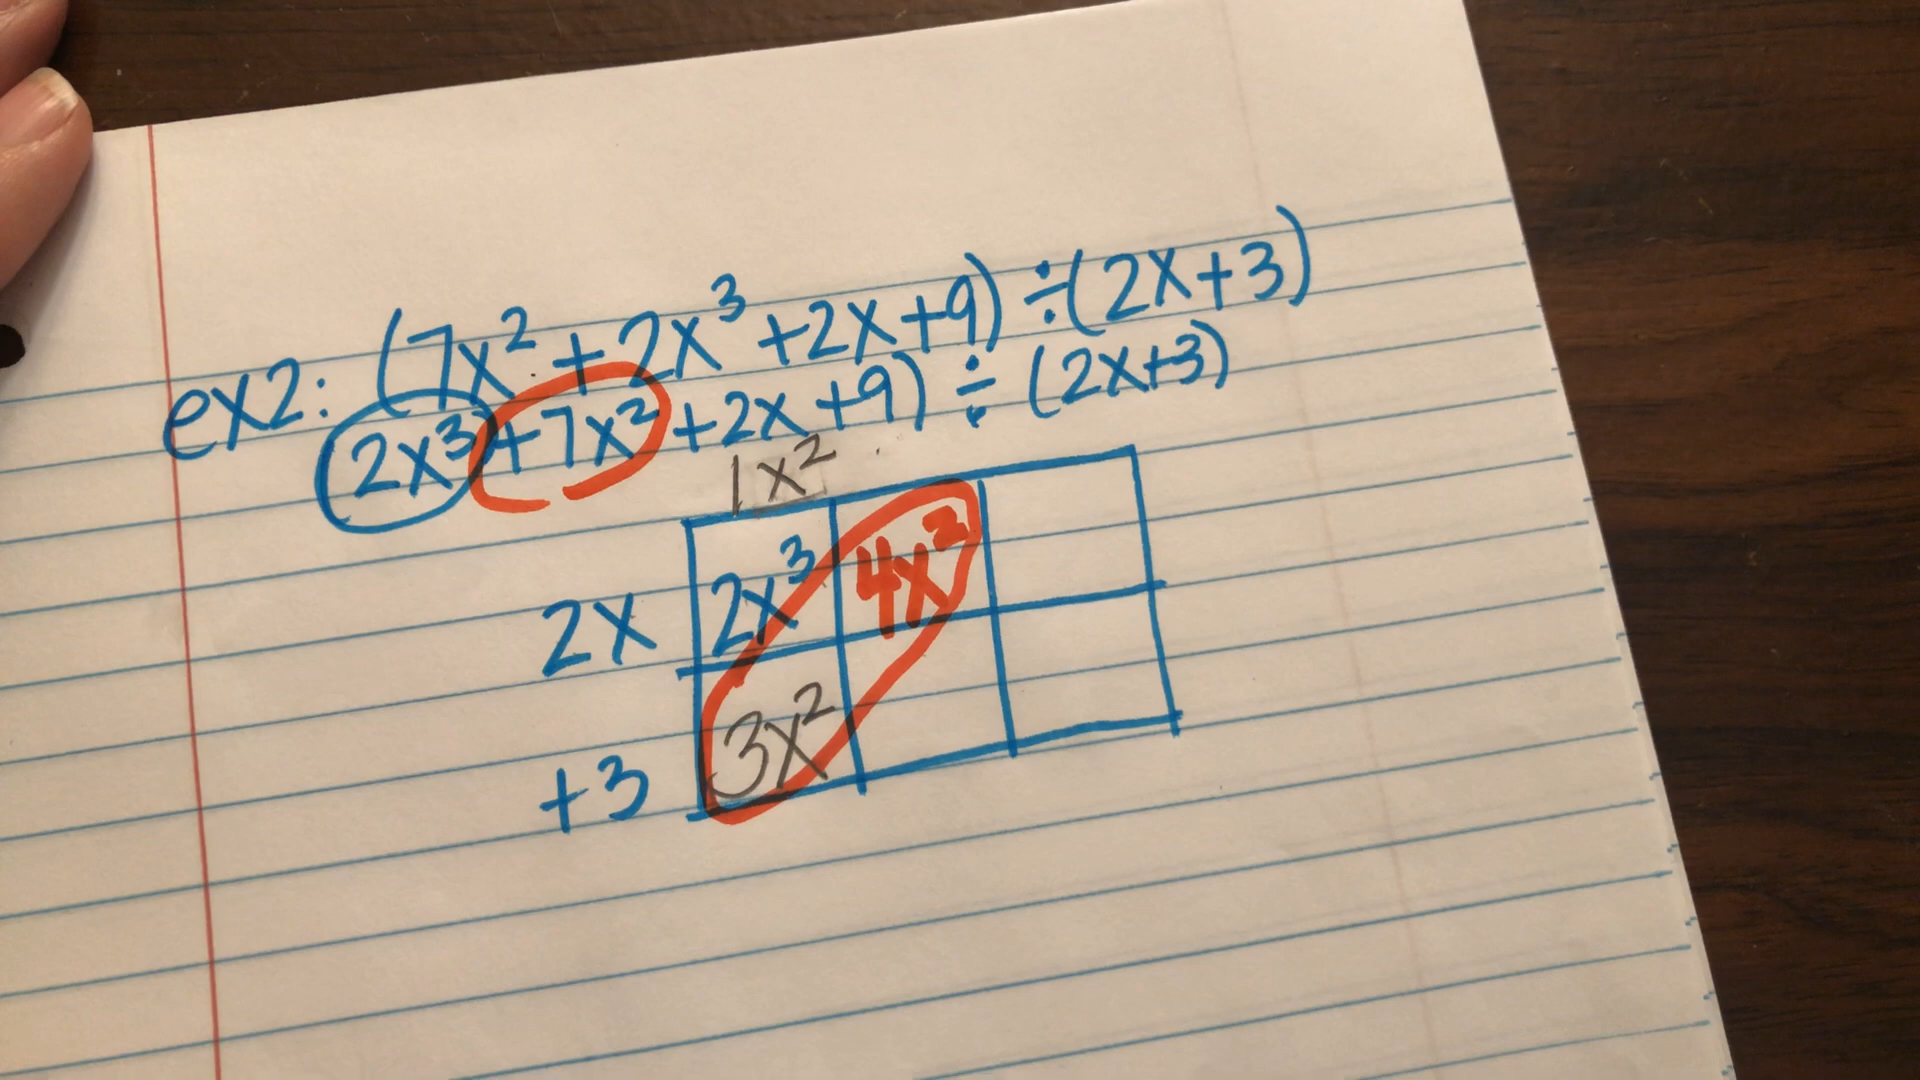 ex2: (7x² + 2x³ + 2x + 9) ÷ (2x + 3)
2x³ + 7x² + 2x + 9) ÷ (2x + 3)
1x²
2x 2x³ 4x²
+3 3x²